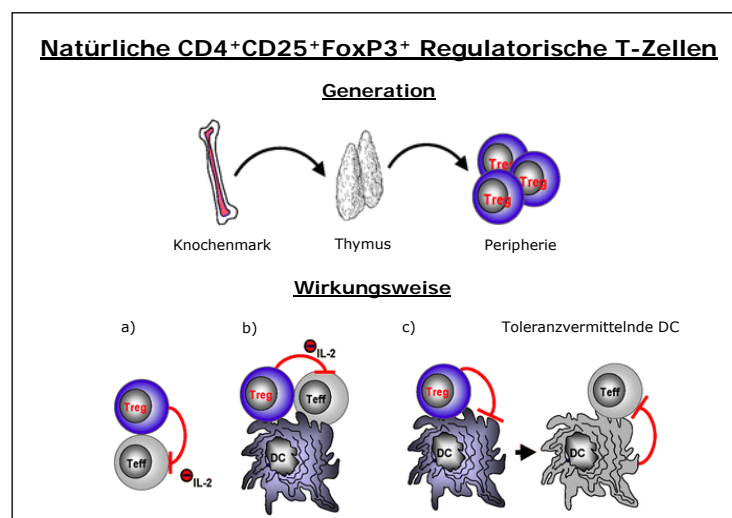 Natürliche CD4⁺CD25⁺FoxP3⁺ Regulatorische T-Zellen
Generation
Treg
Treg
Treg
Knochenmark Thymus Peripherie
Wirkungsweise
a) b) c) Toleranzvermittelnde DC
IL-2
Treg Treg Teff Treg Teff
Teff DC DC DC
IL-2